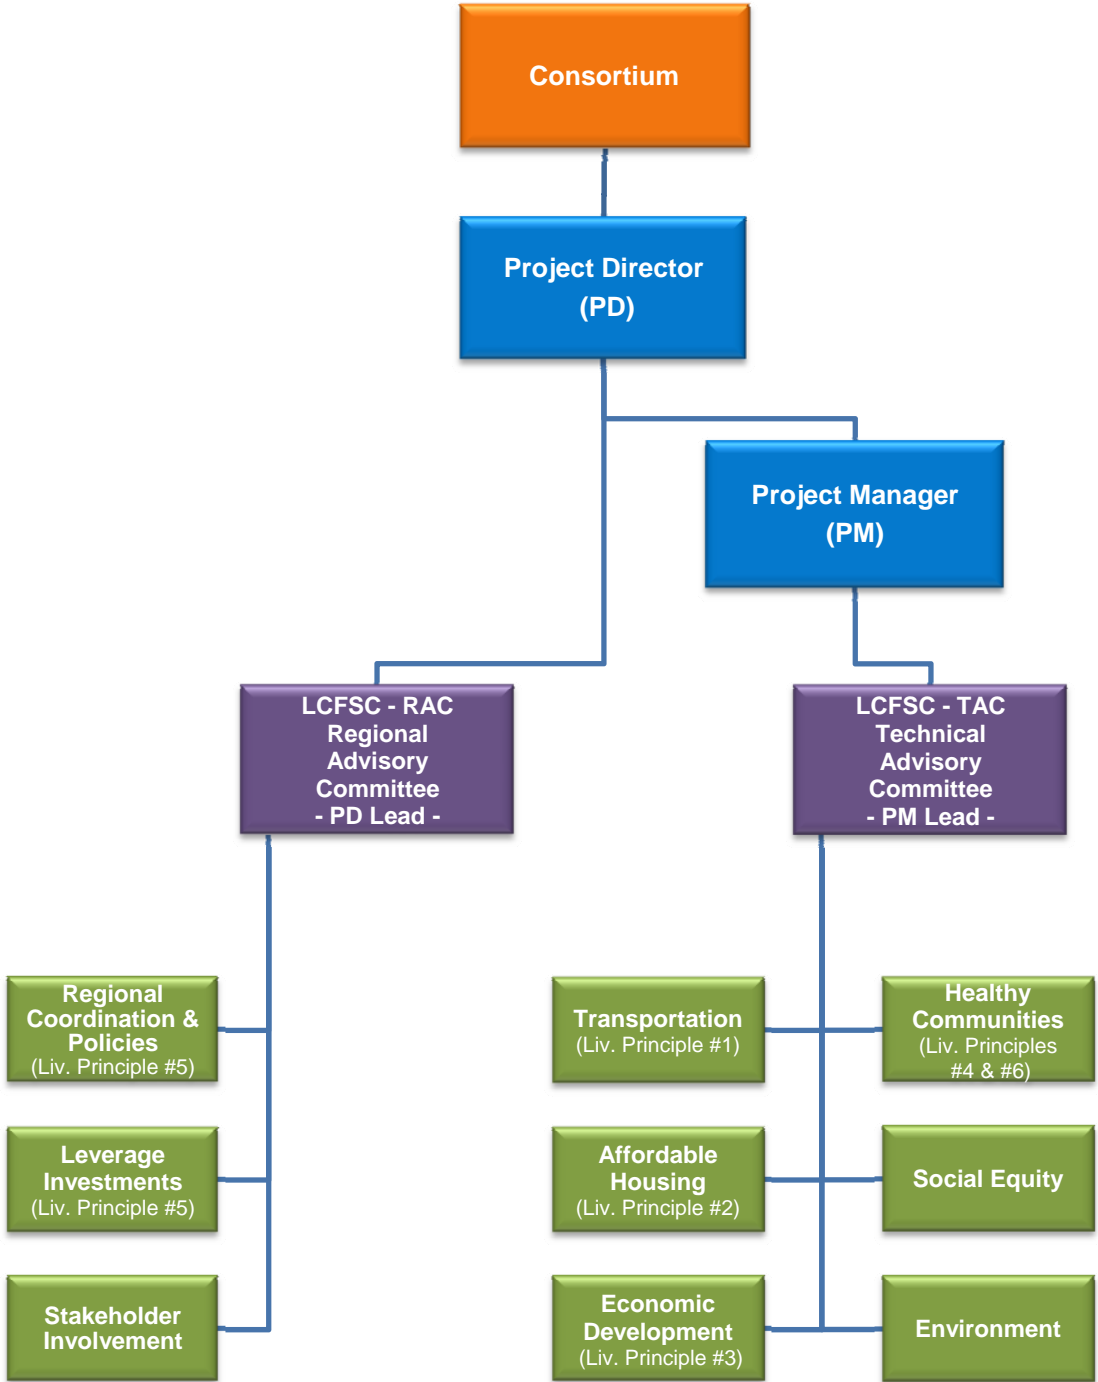 Consortium
Project Director
(PD)
Project Manager
(PM)
LCFSC - RAC
Regional
Advisory
Committee
- PD Lead -
LCFSC - TAC
Technical
Advisory
Committee
- PM Lead -
Regional
Coordination &
Policies
(Liv. Principle #5)
Leverage
Investments
(Liv. Principle #5)
Stakeholder
Involvement
Transportation
(Liv. Principle #1)
Affordable
Housing
(Liv. Principle #2)
Economic
Development
(Liv. Principle #3)
Healthy
Communities
(Liv. Principles
#4 & #6)
Social Equity
Environment